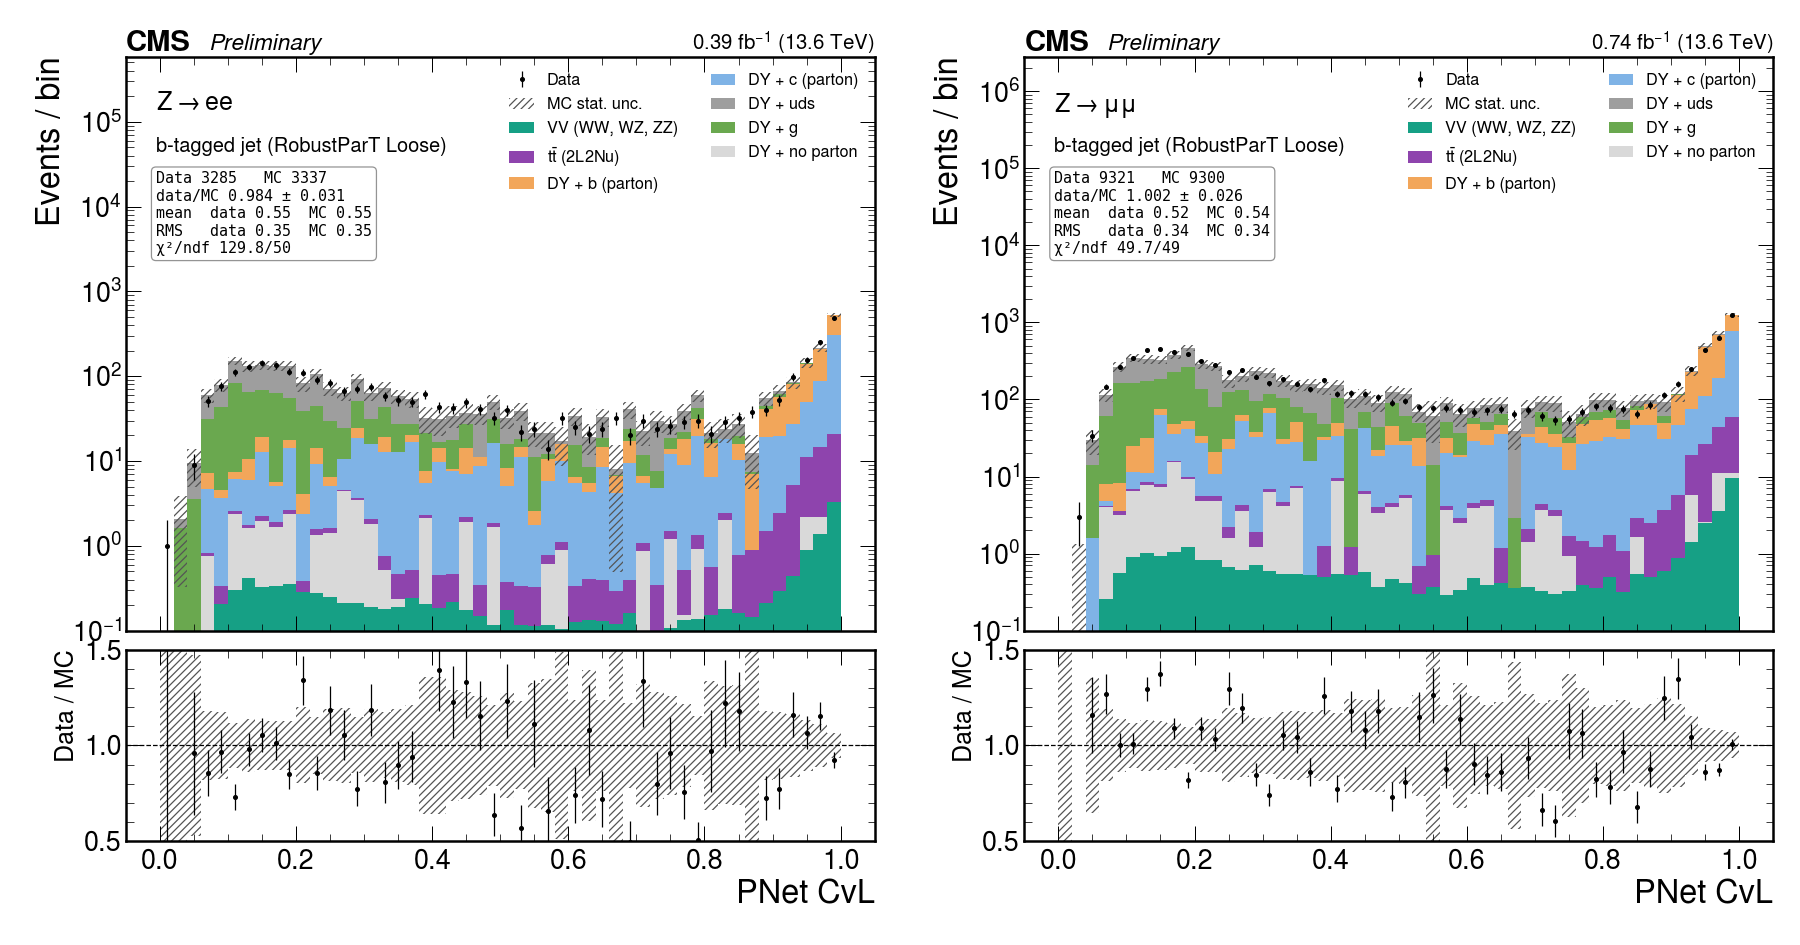 CMS Preliminary 0.39 fb⁻¹ (13.6 TeV)
Events / bin
Z → ee
b-tagged jet (RobustParT Loose)
Data 3285 MC 3337
data/MC 0.984 ± 0.031
mean data 0.55 MC 0.55
RMS data 0.35 MC 0.35
χ²/ndf 129.8/50
Data
MC stat. unc.
VV (WW, WZ, ZZ)
tt̄ (2L2Nu)
DY + b (parton)
DY + c (parton)
DY + uds
DY + g
DY + no parton
10⁵
10⁴
10³
10²
10¹
10⁰
10⁻¹
Data / MC
1.5
1.0
0.5
0.0 0.2 0.4 0.6 0.8 1.0
PNet CvL
CMS Preliminary 0.74 fb⁻¹ (13.6 TeV)
Events / bin
Z → μμ
b-tagged jet (RobustParT Loose)
Data 9321 MC 9300
data/MC 1.002 ± 0.026
mean data 0.52 MC 0.54
RMS data 0.34 MC 0.34
χ²/ndf 49.7/49
Data
MC stat. unc.
VV (WW, WZ, ZZ)
tt̄ (2L2Nu)
DY + b (parton)
DY + c (parton)
DY + uds
DY + g
DY + no parton
10⁶
10⁵
10⁴
10³
10²
10¹
10⁰
10⁻¹
Data / MC
1.5
1.0
0.5
0.0 0.2 0.4 0.6 0.8 1.0
PNet CvL